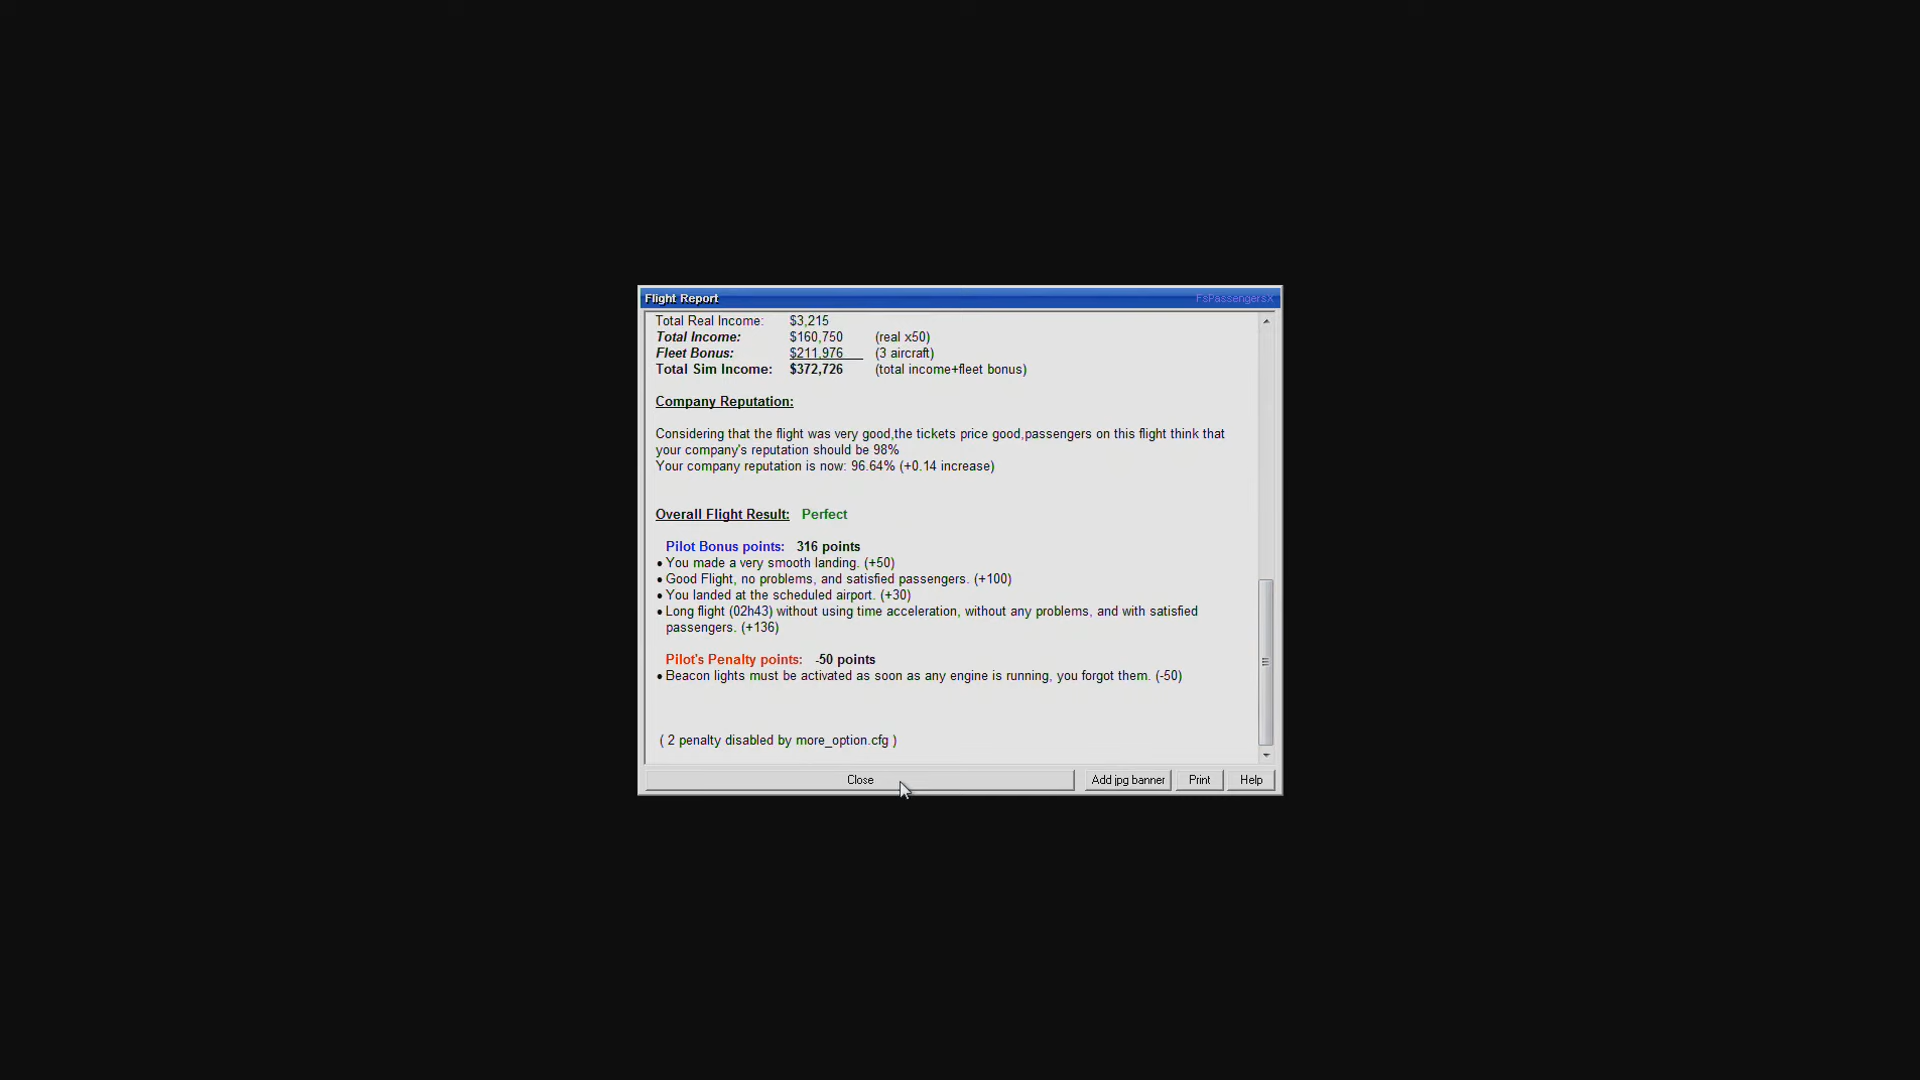 Flight Report FsPassengersX
Total Real Income: $3,215
Total Income: $160,750 (real x50)
Fleet Bonus: $211,976 (3 aircraft)
Total Sim Income: $372,726 (total income+fleet bonus)
Company Reputation:
Considering that the flight was very good,the tickets price good,passengers on this flight think that
your company's reputation should be 98%
Your company reputation is now: 96.64% (+0.14 increase)
Overall Flight Result: Perfect
Pilot Bonus points: 316 points
• You made a very smooth landing. (+50)
• Good Flight, no problems, and satisfied passengers. (+100)
• You landed at the scheduled airport. (+30)
• Long flight (02h43) without using time acceleration, without any problems, and with satisfied
passengers. (+136)
Pilot's Penalty points: -50 points
• Beacon lights must be activated as soon as any engine is running, you forgot them. (-50)
( 2 penalty disabled by more_option.cfg )
Close Add jpg banner Print Help